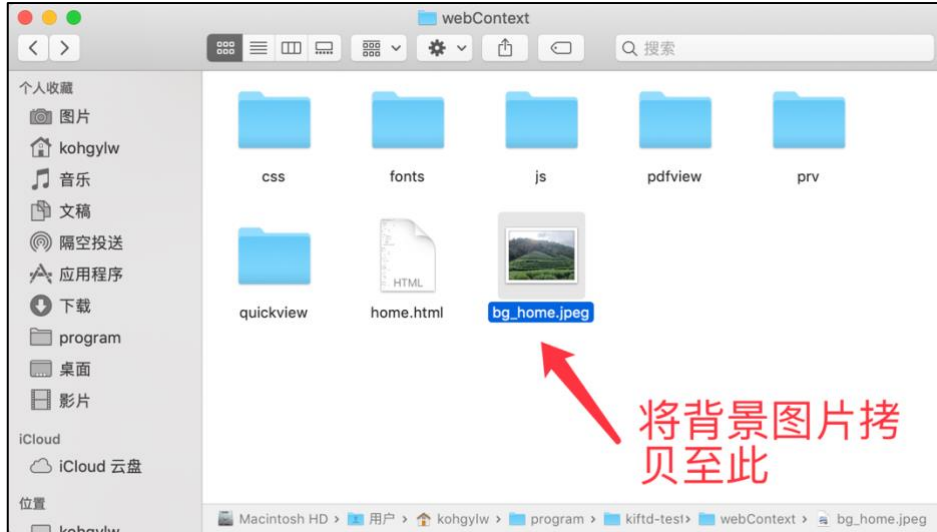 webContext
搜索
个人收藏
图片
kohgylw
音乐
文稿
隔空投送
应用程序
下载
program
桌面
影片
iCloud
iCloud 云盘
位置
kohgylw
css
fonts
js
pdfview
prv
HTML
quickview
home.html
bg_home.jpeg
将背景图片拷
贝至此
Macintosh HD › 用户 › kohgylw › program › kiftd-test › webContext › bg_home.jpeg